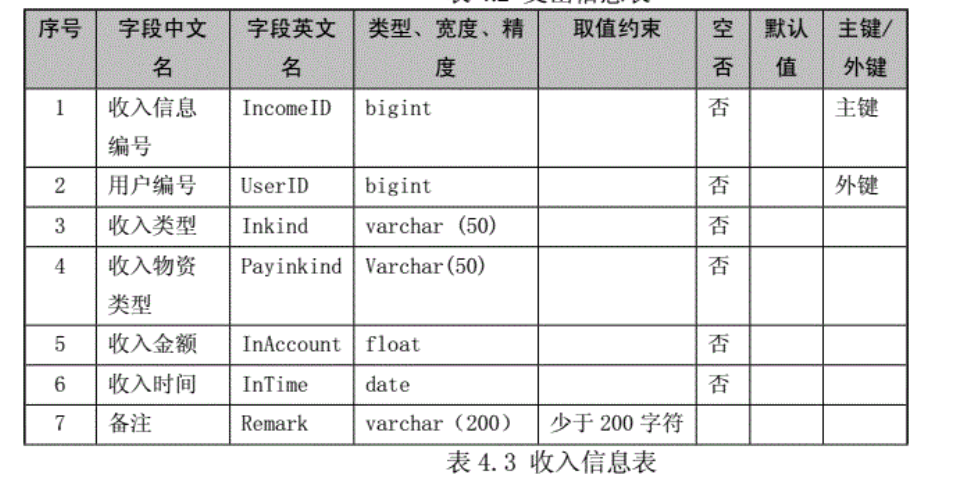 序号 字段中文名 字段英文名 类型、宽度、精度 取值约束 空否 默认值 主键/外键
1 收入信息编号 IncomeID bigint 否 主键
2 用户编号 UserID bigint 否 外键
3 收入类型 Inkind varchar (50) 否
4 收入物资类型 Payinkind Varchar(50) 否
5 收入金额 InAccount float 否
6 收入时间 InTime date 否
7 备注 Remark varchar（200） 少于 200 字符
表 4.3 收入信息表